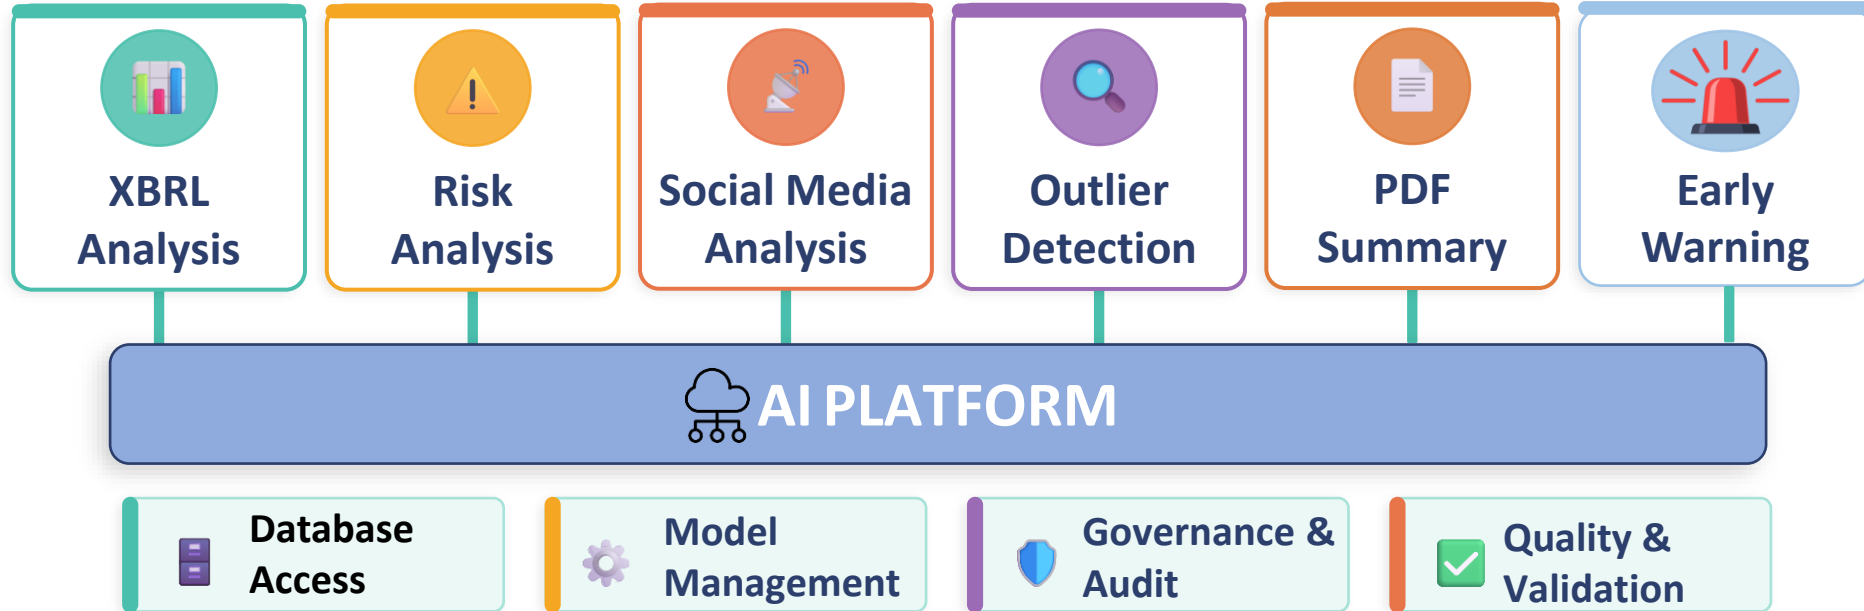 XBRL
Analysis
Risk
Analysis
Social Media
Analysis
Outlier
Detection
PDF
Summary
Early
Warning
AI PLATFORM
Database
Access
Model
Management
Governance &
Audit
Quality &
Validation